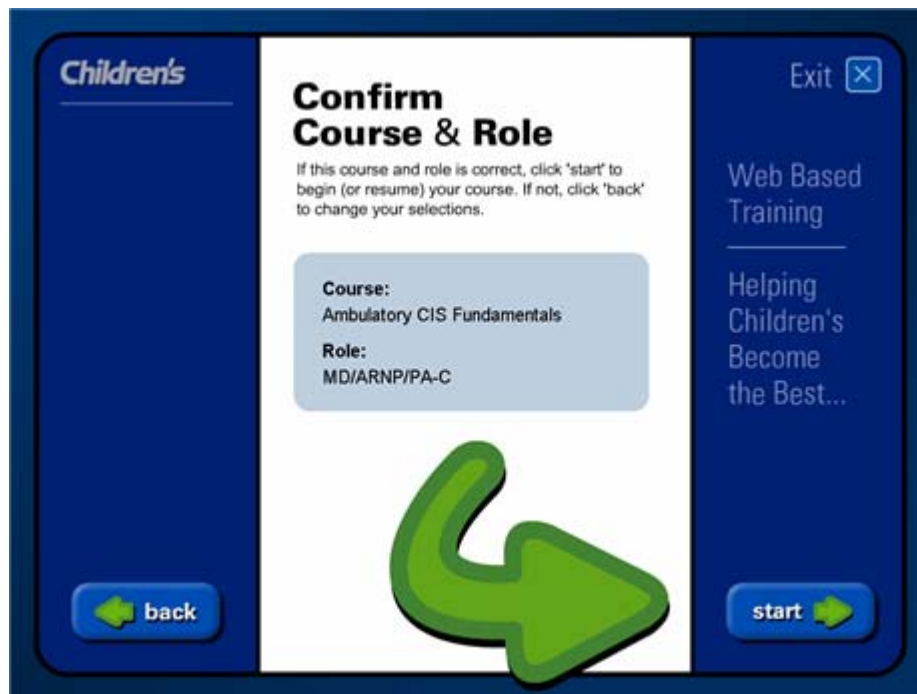 Children's
Confirm
Course & Role
If this course and role is correct, click 'start' to
begin (or resume) your course. If not, click 'back'
to change your selections.
Course:
Ambulatory CIS Fundamentals
Role:
MD/ARNP/PA-C
Exit
Web Based
Training
Helping
Children's
Become
the Best...
back
start